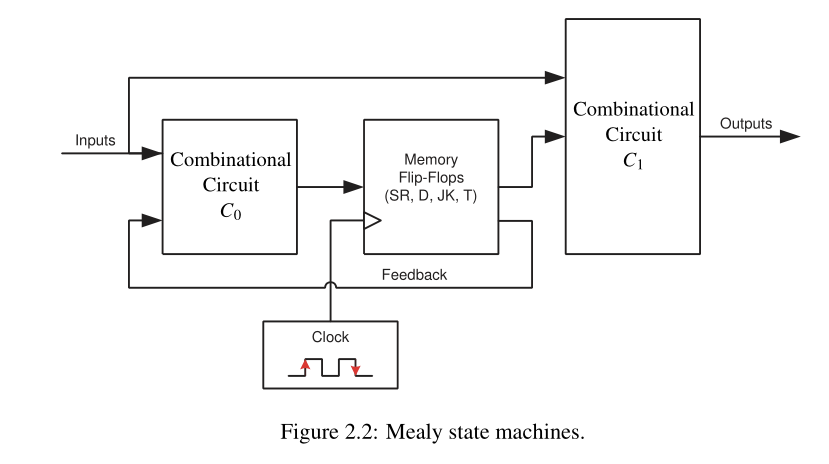 Inputs
Combinational
Circuit
C0
Memory
Flip-Flops
(SR, D, JK, T)
Combinational
Circuit
C1
Outputs
Feedback
Clock
Figure 2.2: Mealy state machines.